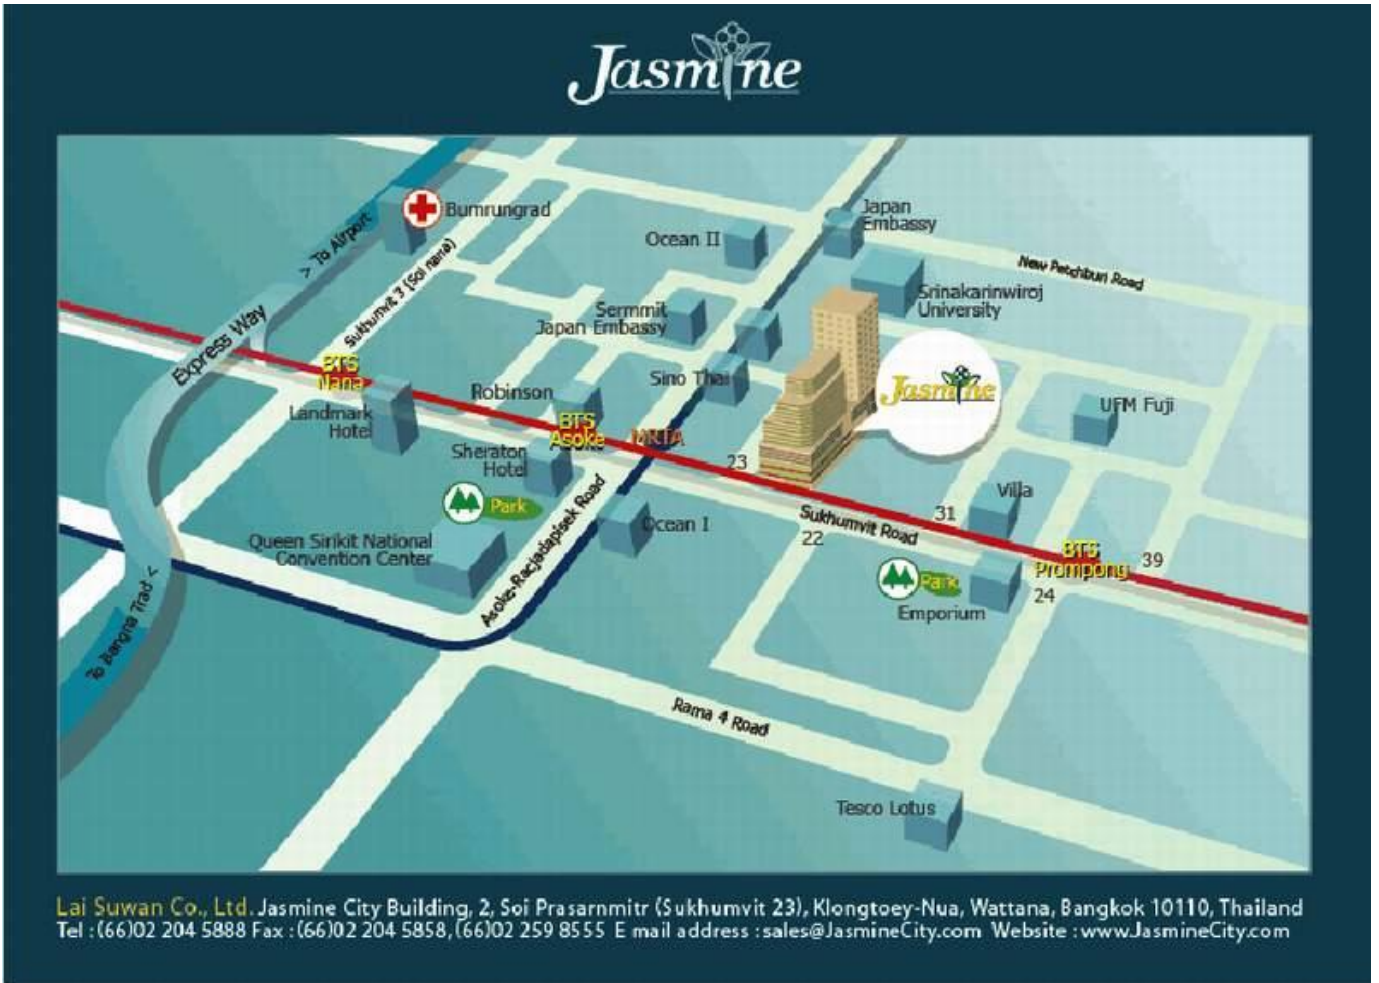 Jasmine
Bumrungrad
> To Airport
Sukhumvit 3 (Soi nana)
Express Way
Ocean II
Japan
Embassy
New Petchburi Road
Srinakarinwiroj
University
Sermmit
Japan Embassy
Sino Thai
Jasmine
UFM Fuji
BTS
Nana
Landmark
Hotel
Robinson
BTS
Asoke
MRTA
Sheraton
Hotel
Park
23
Sukhumvit Road
22
31
Villa
BTS
Prompong
39
24
Park
Emporium
Ocean I
Queen Sirikit National
Convention Center
Asoke-Racjadapisek Road
To Bangna Trad <
Rama 4 Road
Tesco Lotus
Lai Suwan Co., Ltd. Jasmine City Building, 2, Soi Prasarnmitr (Sukhumvit 23), Klongtoey-Nua, Wattana, Bangkok 10110, Thailand
Tel : (66)02 204 5888 Fax : (66)02 204 5858, (66)02 259 8555 E mail address : sales@JasmineCity.com Website : www.JasmineCity.com